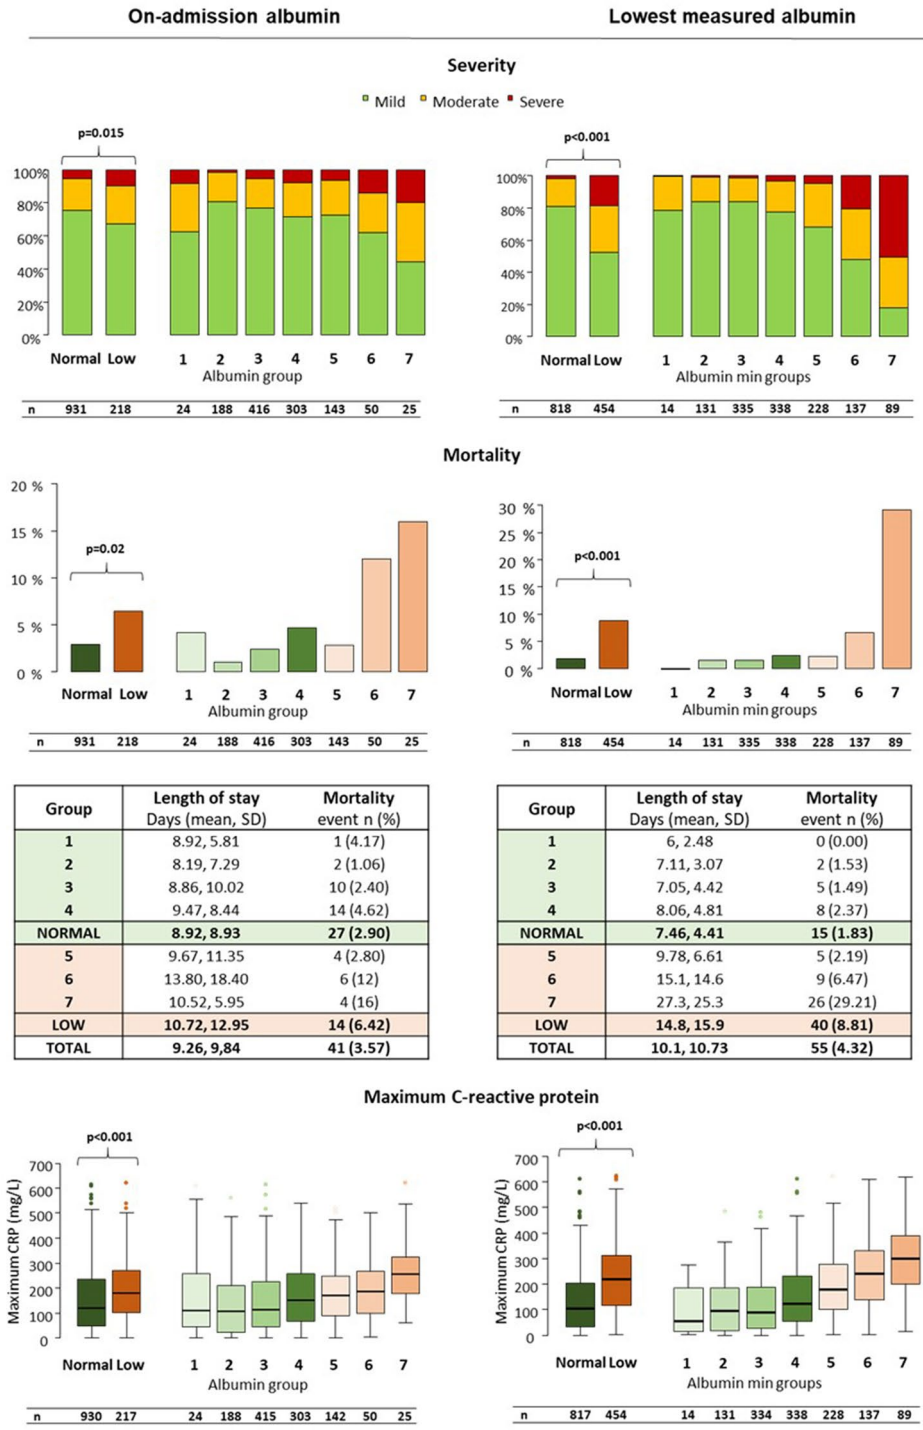 On-admission albumin
Lowest measured albumin
Severity
Mild Moderate Severe
p=0.015
100%
80%
60%
40%
20%
0%
Normal Low 1 2 3 4 5 6 7
Albumin group
n 931 218 24 188 416 303 143 50 25
p<0.001
100%
80%
60%
40%
20%
0%
Normal Low 1 2 3 4 5 6 7
Albumin min groups
n 818 454 14 131 335 338 228 137 89
Mortality
20 %
15 %
10 %
5 %
0 %
p=0.02
Normal Low 1 2 3 4 5 6 7
Albumin group
n 931 218 24 188 416 303 143 50 25
30 %
25 %
20 %
15 %
10 %
5 %
0 %
p<0.001
Normal Low 1 2 3 4 5 6 7
Albumin min groups
n 818 454 14 131 335 338 228 137 89
Group Length of stay Mortality
Days (mean, SD) event n (%)
1 8.92, 5.81 1 (4.17)
2 8.19, 7.29 2 (1.06)
3 8.86, 10.02 10 (2.40)
4 9.47, 8.44 14 (4.62)
NORMAL 8.92, 8.93 27 (2.90)
5 9.67, 11.35 4 (2.80)
6 13.80, 18.40 6 (12)
7 10.52, 5.95 4 (16)
LOW 10.72, 12.95 14 (6.42)
TOTAL 9.26, 9,84 41 (3.57)
Group Length of stay Mortality
Days (mean, SD) event n (%)
1 6, 2.48 0 (0.00)
2 7.11, 3.07 2 (1.53)
3 7.05, 4.42 5 (1.49)
4 8.06, 4.81 8 (2.37)
NORMAL 7.46, 4.41 15 (1.83)
5 9.78, 6.61 5 (2.19)
6 15.1, 14.6 9 (6.47)
7 27.3, 25.3 26 (29.21)
LOW 14.8, 15.9 40 (8.81)
TOTAL 10.1, 10.73 55 (4.32)
Maximum C-reactive protein
p<0.001
Maximum CRP (mg/L)
700
600
500
400
300
200
100
0
Normal Low 1 2 3 4 5 6 7
Albumin group
n 930 217 24 188 415 303 142 50 25
p<0.001
Maximum CRP (mg/L)
700
600
500
400
300
200
100
0
Normal Low 1 2 3 4 5 6 7
Albumin min groups
n 817 454 14 131 334 338 228 137 89